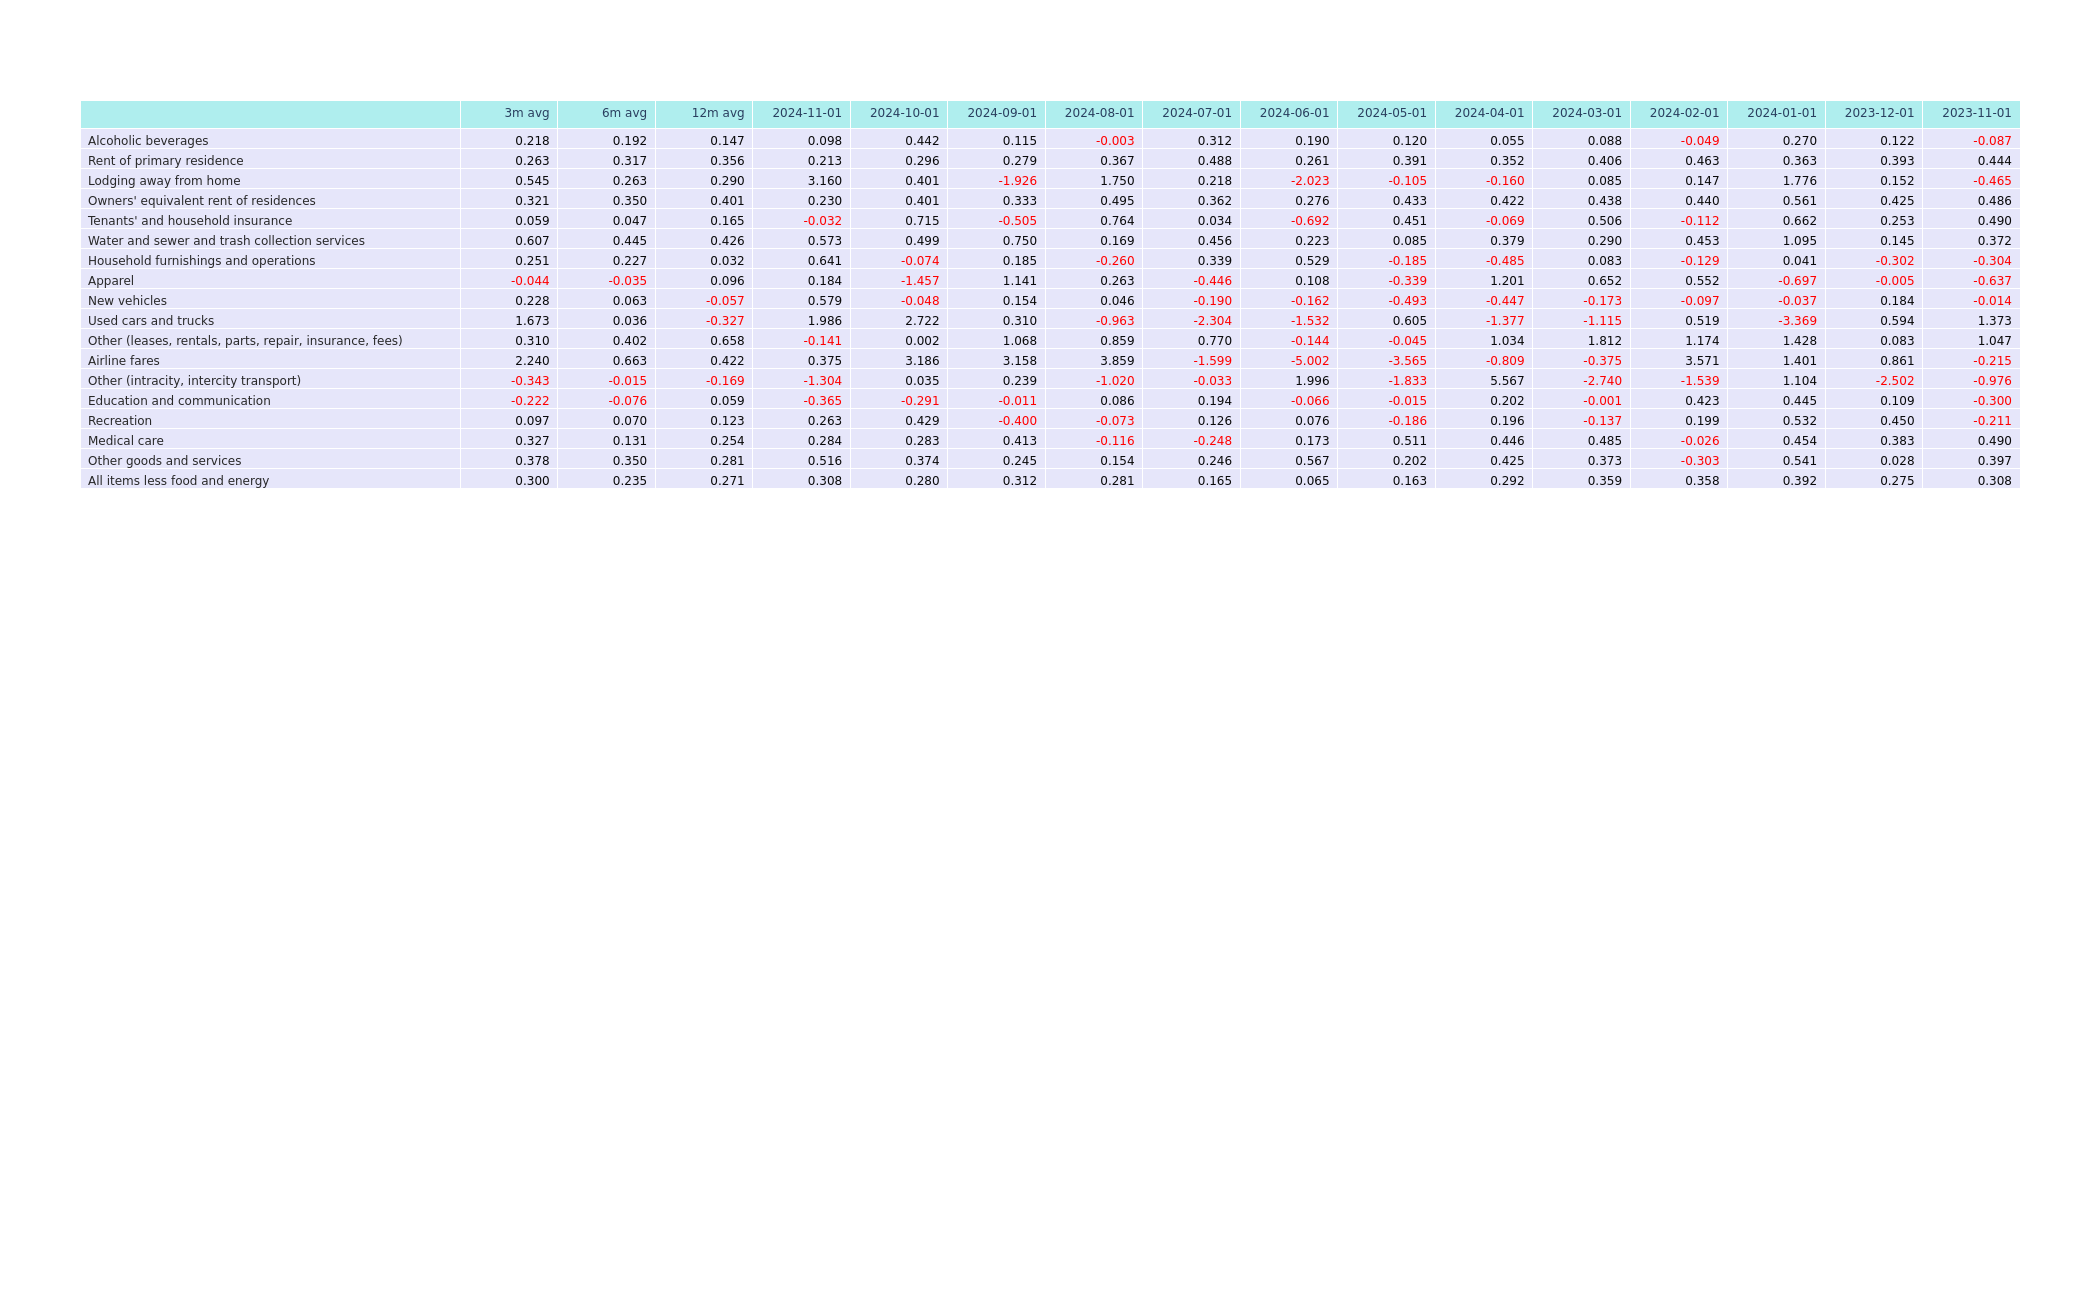 3m avg 6m avg 12m avg 2024-11-01 2024-10-01 2024-09-01 2024-08-01 2024-07-01 2024-06-01 2024-05-01 2024-04-01 2024-03-01 2024-02-01 2024-01-01 2023-12-01 2023-11-01
Alcoholic beverages 0.218 0.192 0.147 0.098 0.442 0.115 -0.003 0.312 0.190 0.120 0.055 0.088 -0.049 0.270 0.122 -0.087
Rent of primary residence 0.263 0.317 0.356 0.213 0.296 0.279 0.367 0.488 0.261 0.391 0.352 0.406 0.463 0.363 0.393 0.444
Lodging away from home 0.545 0.263 0.290 3.160 0.401 -1.926 1.750 0.218 -2.023 -0.105 -0.160 0.085 0.147 1.776 0.152 -0.465
Owners' equivalent rent of residences 0.321 0.350 0.401 0.230 0.401 0.333 0.495 0.362 0.276 0.433 0.422 0.438 0.440 0.561 0.425 0.486
Tenants' and household insurance 0.059 0.047 0.165 -0.032 0.715 -0.505 0.764 0.034 -0.692 0.451 -0.069 0.506 -0.112 0.662 0.253 0.490
Water and sewer and trash collection services 0.607 0.445 0.426 0.573 0.499 0.750 0.169 0.456 0.223 0.085 0.379 0.290 0.453 1.095 0.145 0.372
Household furnishings and operations 0.251 0.227 0.032 0.641 -0.074 0.185 -0.260 0.339 0.529 -0.185 -0.485 0.083 -0.129 0.041 -0.302 -0.304
Apparel -0.044 -0.035 0.096 0.184 -1.457 1.141 0.263 -0.446 0.108 -0.339 1.201 0.652 0.552 -0.697 -0.005 -0.637
New vehicles 0.228 0.063 -0.057 0.579 -0.048 0.154 0.046 -0.190 -0.162 -0.493 -0.447 -0.173 -0.097 -0.037 0.184 -0.014
Used cars and trucks 1.673 0.036 -0.327 1.986 2.722 0.310 -0.963 -2.304 -1.532 0.605 -1.377 -1.115 0.519 -3.369 0.594 1.373
Other (leases, rentals, parts, repair, insurance, fees) 0.310 0.402 0.658 -0.141 0.002 1.068 0.859 0.770 -0.144 -0.045 1.034 1.812 1.174 1.428 0.083 1.047
Airline fares 2.240 0.663 0.422 0.375 3.186 3.158 3.859 -1.599 -5.002 -3.565 -0.809 -0.375 3.571 1.401 0.861 -0.215
Other (intracity, intercity transport) -0.343 -0.015 -0.169 -1.304 0.035 0.239 -1.020 -0.033 1.996 -1.833 5.567 -2.740 -1.539 1.104 -2.502 -0.976
Education and communication -0.222 -0.076 0.059 -0.365 -0.291 -0.011 0.086 0.194 -0.066 -0.015 0.202 -0.001 0.423 0.445 0.109 -0.300
Recreation 0.097 0.070 0.123 0.263 0.429 -0.400 -0.073 0.126 0.076 -0.186 0.196 -0.137 0.199 0.532 0.450 -0.211
Medical care 0.327 0.131 0.254 0.284 0.283 0.413 -0.116 -0.248 0.173 0.511 0.446 0.485 -0.026 0.454 0.383 0.490
Other goods and services 0.378 0.350 0.281 0.516 0.374 0.245 0.154 0.246 0.567 0.202 0.425 0.373 -0.303 0.541 0.028 0.397
All items less food and energy 0.300 0.235 0.271 0.308 0.280 0.312 0.281 0.165 0.065 0.163 0.292 0.359 0.358 0.392 0.275 0.308